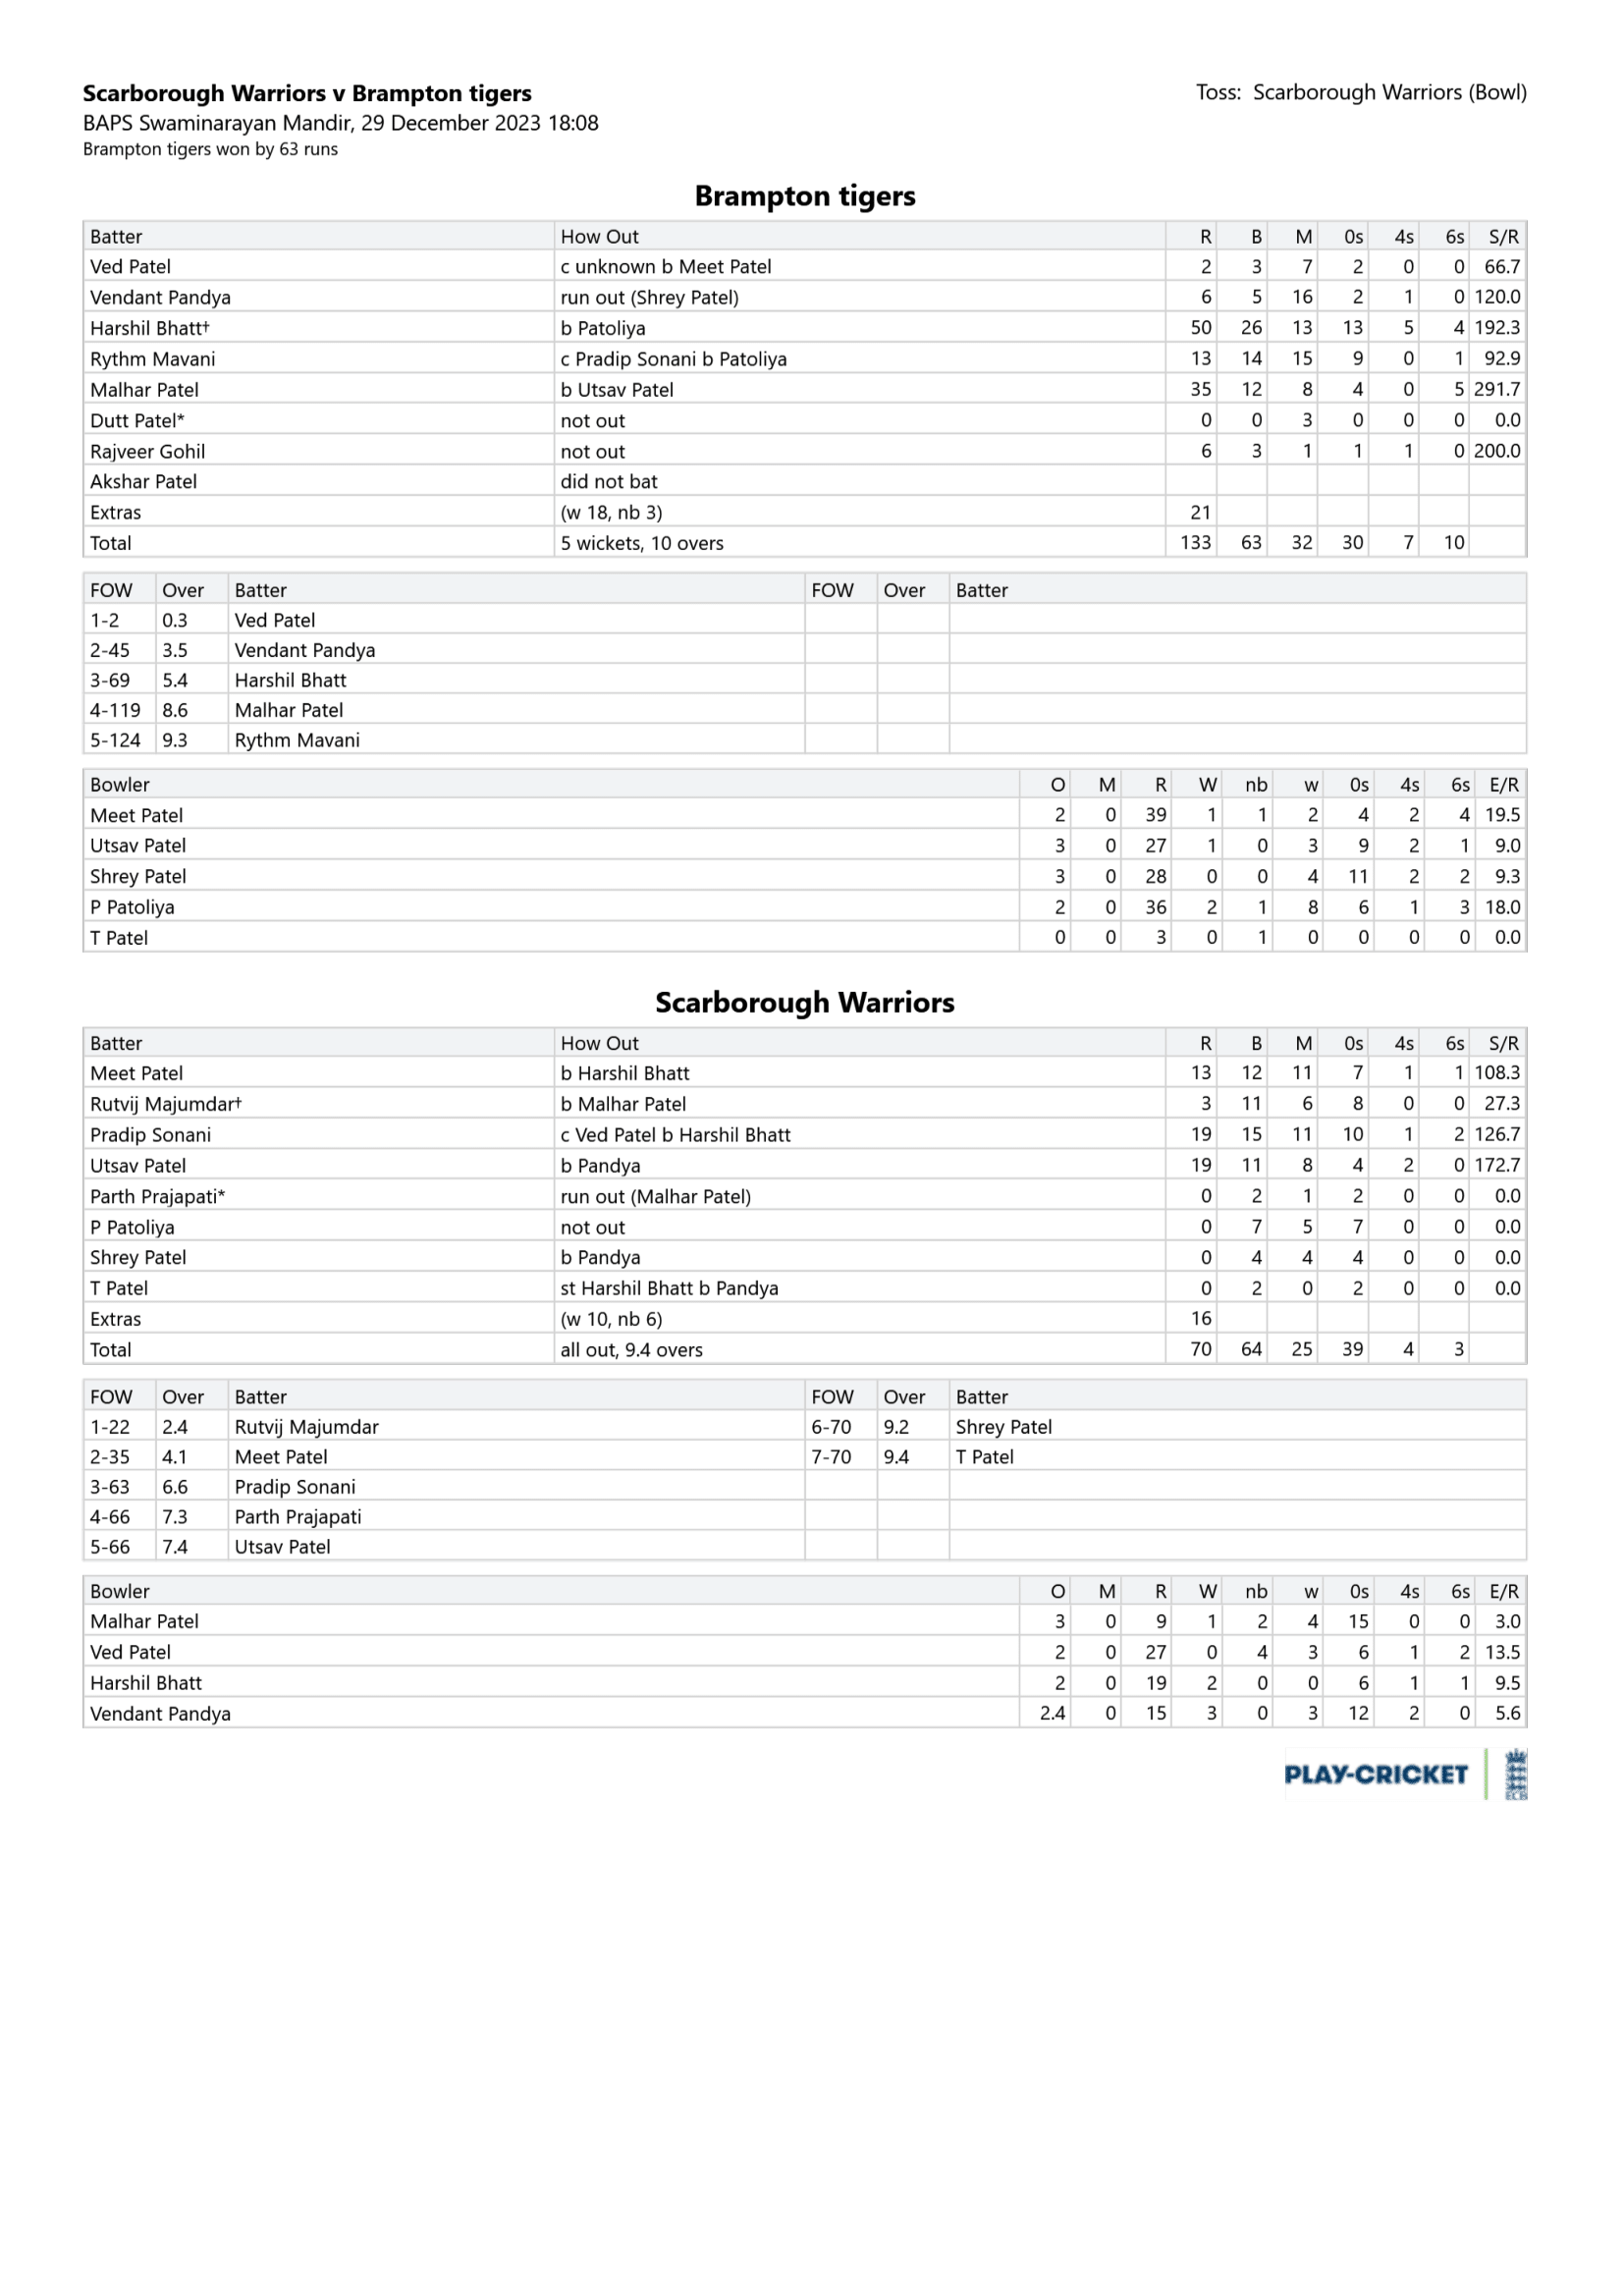 Scarborough Warriors v Brampton tigers
Toss: Scarborough Warriors (Bowl)
BAPS Swaminarayan Mandir, 29 December 2023 18:08
Brampton tigers won by 63 runs
Brampton tigers
Batter How Out R B M 0s 4s 6s S/R
Ved Patel c unknown b Meet Patel 2 3 7 2 0 0 66.7
Vendant Pandya run out (Shrey Patel) 6 5 16 2 1 0 120.0
Harshil Bhatt† b Patoliya 50 26 13 13 5 4 192.3
Rythm Mavani c Pradip Sonani b Patoliya 13 14 15 9 0 1 92.9
Malhar Patel b Utsav Patel 35 12 8 4 0 5 291.7
Dutt Patel* not out 0 0 3 0 0 0 0.0
Rajveer Gohil not out 6 3 1 1 1 0 200.0
Akshar Patel did not bat
Extras (w 18, nb 3) 21
Total 5 wickets, 10 overs 133 63 32 30 7 10
FOW Over Batter FOW Over Batter
1-2 0.3 Ved Patel
2-45 3.5 Vendant Pandya
3-69 5.4 Harshil Bhatt
4-119 8.6 Malhar Patel
5-124 9.3 Rythm Mavani
Bowler O M R W nb w 0s 4s 6s E/R
Meet Patel 2 0 39 1 1 2 4 2 4 19.5
Utsav Patel 3 0 27 1 0 3 9 2 1 9.0
Shrey Patel 3 0 28 0 0 4 11 2 2 9.3
P Patoliya 2 0 36 2 1 8 6 1 3 18.0
T Patel 0 0 3 0 1 0 0 0 0 0.0
Scarborough Warriors
Batter How Out R B M 0s 4s 6s S/R
Meet Patel b Harshil Bhatt 13 12 11 7 1 1 108.3
Rutvij Majumdar† b Malhar Patel 3 11 6 8 0 0 27.3
Pradip Sonani c Ved Patel b Harshil Bhatt 19 15 11 10 1 2 126.7
Utsav Patel b Pandya 19 11 8 4 2 0 172.7
Parth Prajapati* run out (Malhar Patel) 0 2 1 2 0 0 0.0
P Patoliya not out 0 7 5 7 0 0 0.0
Shrey Patel b Pandya 0 4 4 4 0 0 0.0
T Patel st Harshil Bhatt b Pandya 0 2 0 2 0 0 0.0
Extras (w 10, nb 6) 16
Total all out, 9.4 overs 70 64 25 39 4 3
FOW Over Batter FOW Over Batter
1-22 2.4 Rutvij Majumdar 6-70 9.2 Shrey Patel
2-35 4.1 Meet Patel 7-70 9.4 T Patel
3-63 6.6 Pradip Sonani
4-66 7.3 Parth Prajapati
5-66 7.4 Utsav Patel
Bowler O M R W nb w 0s 4s 6s E/R
Malhar Patel 3 0 9 1 2 4 15 0 0 3.0
Ved Patel 2 0 27 0 4 3 6 1 2 13.5
Harshil Bhatt 2 0 19 2 0 0 6 1 1 9.5
Vendant Pandya 2.4 0 15 3 0 3 12 2 0 5.6
PLAY-CRICKET